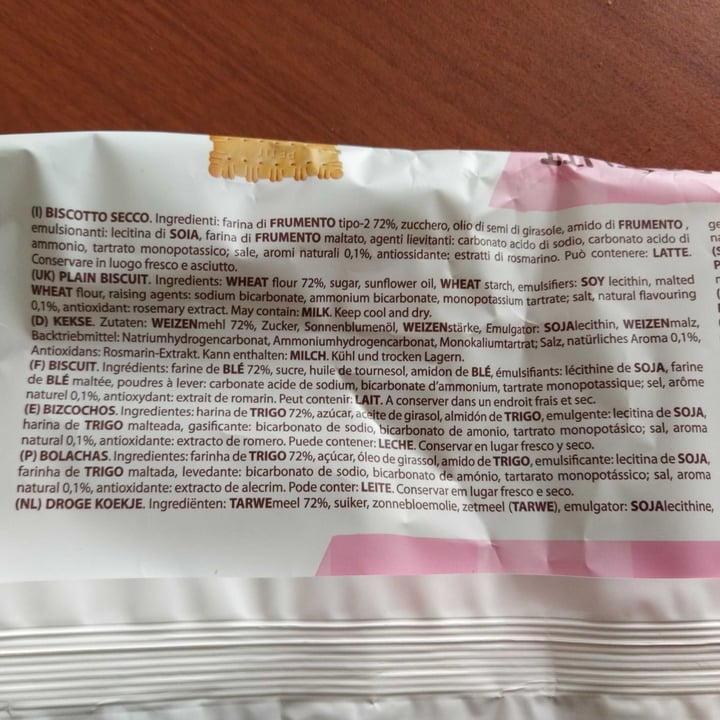 PETIT
(I) BISCOTTO SECCO. Ingredienti: farina di FRUMENTO tipo-2 72%, zucchero, olio di semi di girasole, amido di FRUMENTO ,
emulsionanti: lecitina di SOIA, farina di FRUMENTO maltato, agenti lievitanti: carbonato acido di sodio, carbonato acido di
ammonio, tartrato monopotassico; sale, aromi naturali 0,1%, antiossidante: estratti di rosmarino. Può contenere: LATTE.
Conservare in luogo fresco e asciutto.
(UK) PLAIN BISCUIT. Ingredients: WHEAT flour 72%, sugar, sunflower oil, WHEAT starch, emulsifiers: SOY lecithin, malted
WHEAT flour, raising agents: sodium bicarbonate, ammonium bicarbonate, monopotassium tartrate; salt, natural flavouring
0,1%, antioxidant: rosemary extract. May contain: MILK. Keep cool and dry.
(D) KEKSE. Zutaten: WEIZENmehl 72%, Zucker, Sonnenblumenöl, WEIZENstärke, Emulgator: SOJAlecithin, WEIZENmalz,
Backtriebmittel: Natriumhydrogencarbonat, Ammoniumhydrogencarbonat, Monokaliumtartrat; Salz, natürliches Aroma 0,1%,
Antioxidans: Rosmarin-Extrakt. Kann enthalten: MILCH. Kühl und trocken Lagern.
(F) BISCUIT. Ingrédients: farine de BLÉ 72%, sucre, huile de tournesol, amidon de BLÉ, émulsifiants: lécithine de SOJA, farine
de BLÉ maltée, poudres à lever: carbonate acide de sodium, bicarbonate d’ammonium, tartrate monopotassique; sel, arôme
naturel 0,1%, antioxydant: extrait de romarin. Peut contenir: LAIT. A conserver dans un endroit frais et sec.
(E) BIZCOCHOS. Ingredientes: harina de TRIGO 72%, azúcar, aceite de girasol, almidón de TRIGO, emulgente: lecitina de SOJA,
harina de TRIGO malteada, gasificante: bicarbonato de sodio, bicarbonato de amonio, tartrato monopotásico; sal, aroma
natural 0,1%, antioxidante: extracto de romero. Puede contener: LECHE. Conservar en lugar fresco y seco.
(P) BOLACHAS. Ingredientes: farinha de TRIGO 72%, açúcar, óleo de girassol, amido de TRIGO, emulsificante: lecitina de SOJA,
farinha de TRIGO maltada, levedante: bicarbonato de sodio, bicarbonato de amónio, tartarato monopotássico; sal, aroma
natural 0,1%, antioxidante: extracto de alecrim. Pode conter: LEITE. Conservar em lugar fresco e seco.
(NL) DROGE KOEKJE. Ingrediënten: TARWEmeel 72%, suiker, zonnebloemolie, zetmeel (TARWE), emulgator: SOJAlecithine,